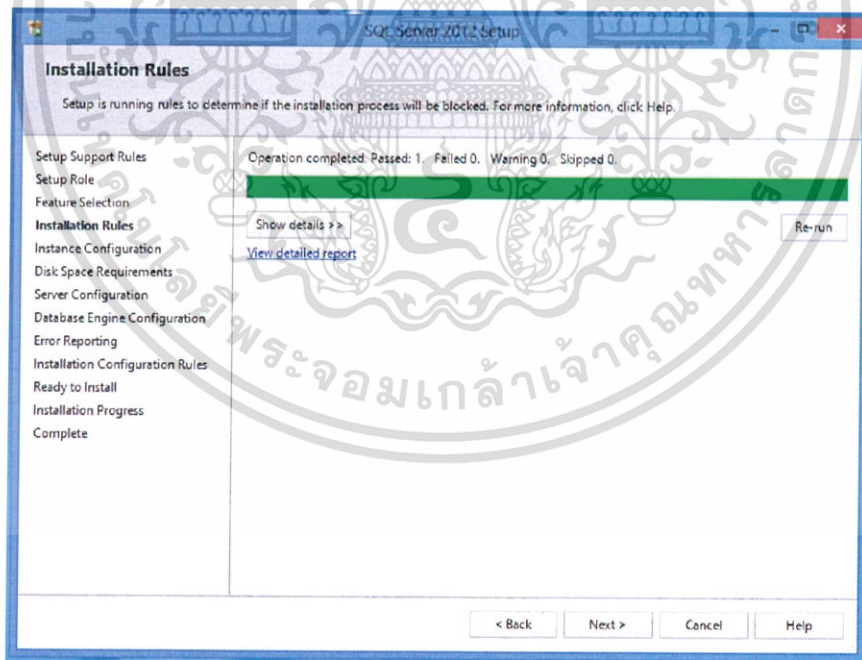 SQL Server 2012 Setup
Installation Rules
Setup is running rules to determine if the installation process will be blocked. For more information, click Help.
Setup Support Rules
Setup Role
Feature Selection
Installation Rules
Instance Configuration
Disk Space Requirements
Server Configuration
Database Engine Configuration
Error Reporting
Installation Configuration Rules
Ready to Install
Installation Progress
Complete
Operation completed. Passed: 1. Failed 0. Warning 0. Skipped 0.
Show details >>
Re-run
View detailed report
< Back
Next >
Cancel
Help
พระจอมเกล้าเจ้าคุณทหารลาดก